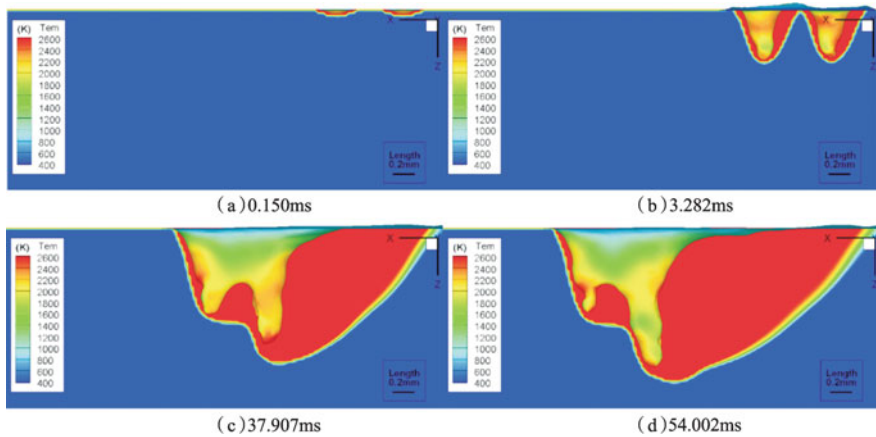 (K) Tem
2600
2400
2200
2000
1800
1600
1400
1200
1000
800
600
400
X
Z
Length
0.2mm
(a)0.150ms
(K) Tem
2600
2400
2200
2000
1800
1600
1400
1200
1000
800
600
400
X
Z
Length
0.2mm
(b)3.282ms
(K) Tem
2600
2400
2200
2000
1800
1600
1400
1200
1000
800
600
400
X
Z
Length
0.2mm
(c)37.907ms
(K) Tem
2600
2400
2200
2000
1800
1600
1400
1200
1000
800
600
400
X
Z
Length
0.2mm
(d)54.002ms